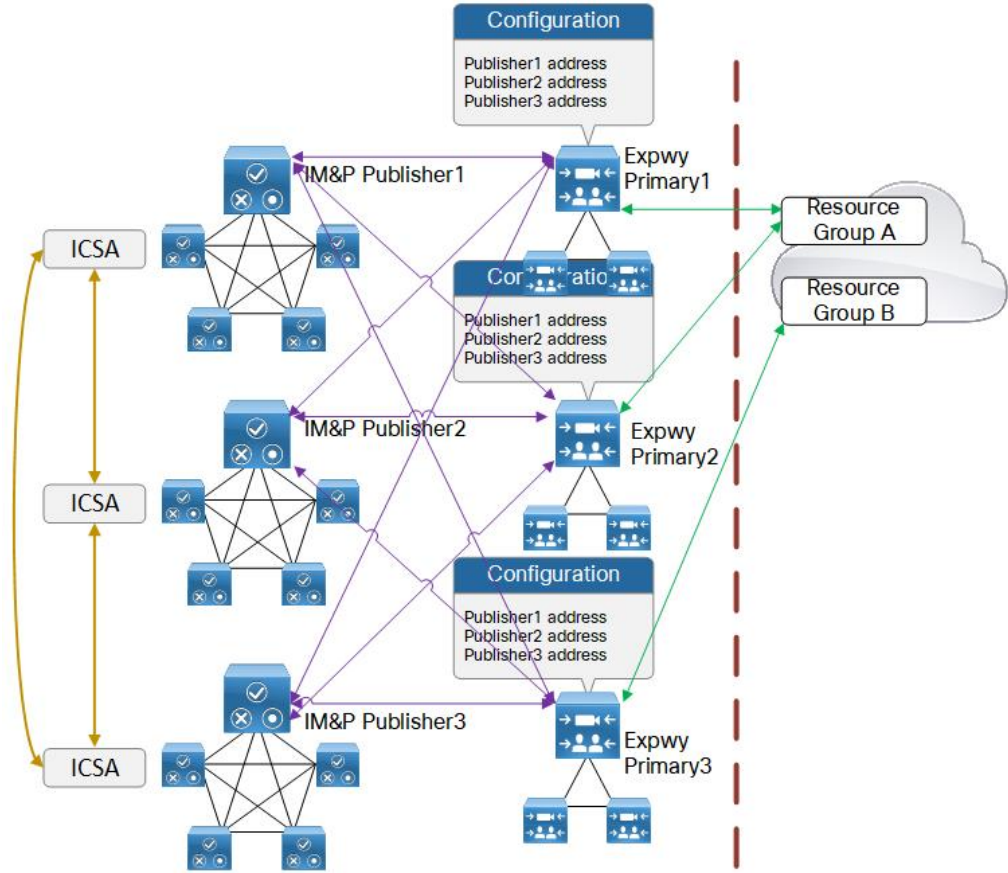 Configuration
Publisher1 address
Publisher2 address
Publisher3 address
IM&P Publisher1
Expwy
Primary1
Resource
Group A
Resource
Group B
ICSA
Publisher1 address
Publisher2 address
Publisher3 address
IM&P Publisher2
Expwy
Primary2
ICSA
Configuration
Publisher1 address
Publisher2 address
Publisher3 address
IM&P Publisher3
Expwy
Primary3
ICSA